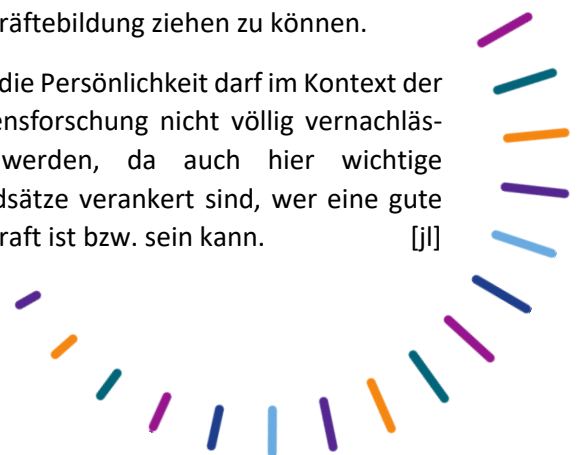 räftebildung ziehen zu können.
die Persönlichkeit darf im Kontext der
ensforschung nicht völlig vernachläs-
werden, da auch hier wichtige
dsätze verankert sind, wer eine gute
raft ist bzw. sein kann. [jl]